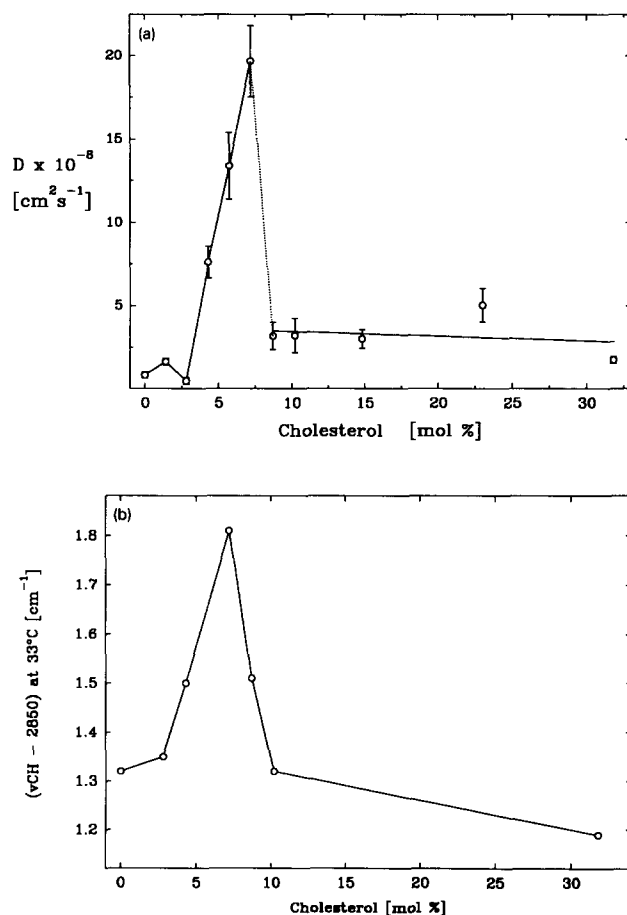 (a)
20
15
D x 10⁻⁸
[cm²s⁻¹]
10
5
0 5 10 15 20 25 30
Cholesterol [mol %]
(b)
1.8
1.7
1.6
1.5
1.4
1.3
1.2
(νCH - 2850) at 33°C [cm⁻¹]
0 5 10 15 20 25 30
Cholesterol [mol %]